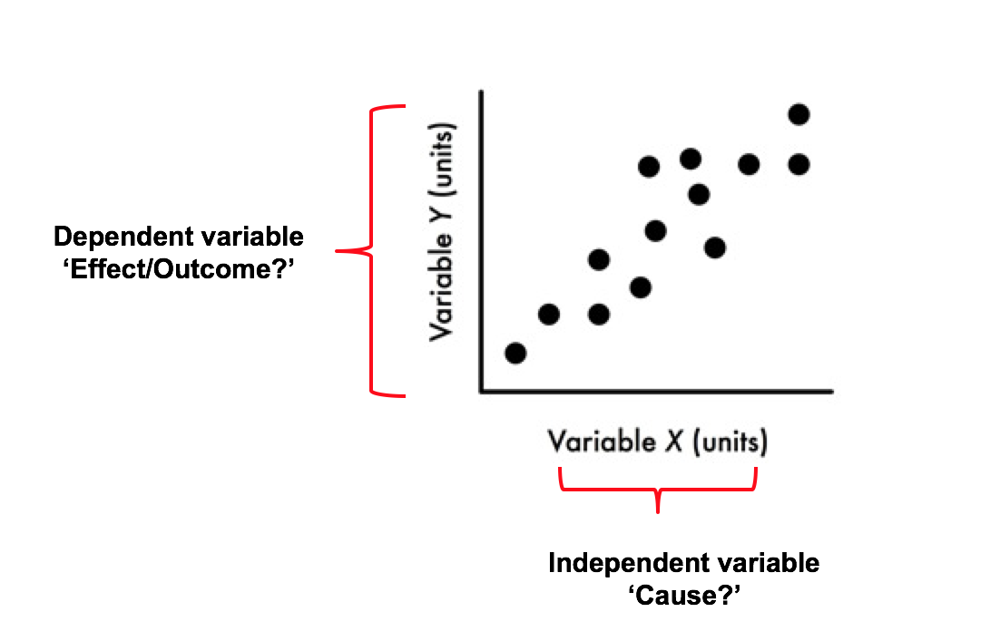 Variable Y (units)
Dependent variable
‘Effect/Outcome?’
Variable X (units)
Independent variable
‘Cause?’